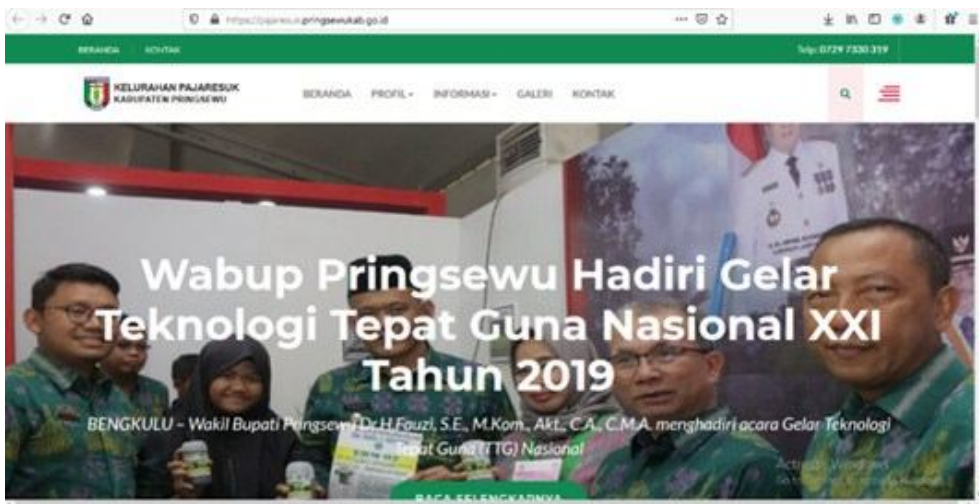 https://pajaresuk.pringsewukab.go.id
BERANDA KONTAK
Telp: 0729 7330 319
KELURAHAN PAJARESUK
KABUPATEN PRINGSEWU
BERANDA PROFIL INFORMASI GALERI KONTAK
Wabup Pringsewu Hadiri Gelar
Teknologi Tepat Guna Nasional XXI
Tahun 2019
BENGKULU – Wakil Bupati Pringsewu Dr.H.Fauzi, S.E., M.Kom., Akt., C.A., C.M.A. menghadiri acara Gelar Teknologi
Tepat Guna (TTG) Nasional
Activate Windows
BACA SELENGKAPNYA